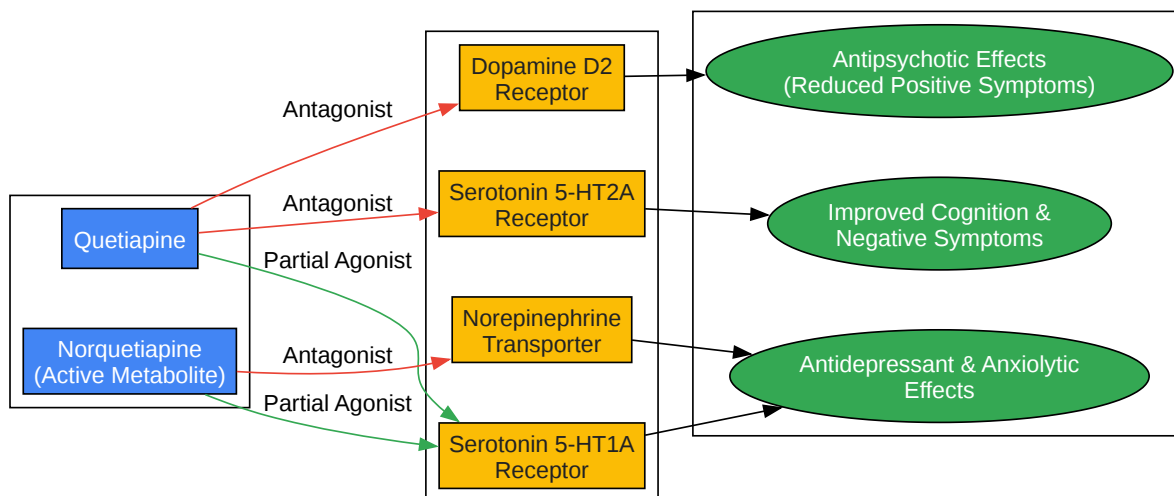 Quetiapine
Norquetiapine
(Active Metabolite)
Antagonist
Antagonist
Partial Agonist
Antagonist
Partial Agonist
Dopamine D2
Receptor
Serotonin 5-HT2A
Receptor
Norepinephrine
Transporter
Serotonin 5-HT1A
Receptor
Antipsychotic Effects
(Reduced Positive Symptoms)
Improved Cognition &
Negative Symptoms
Antidepressant & Anxiolytic
Effects